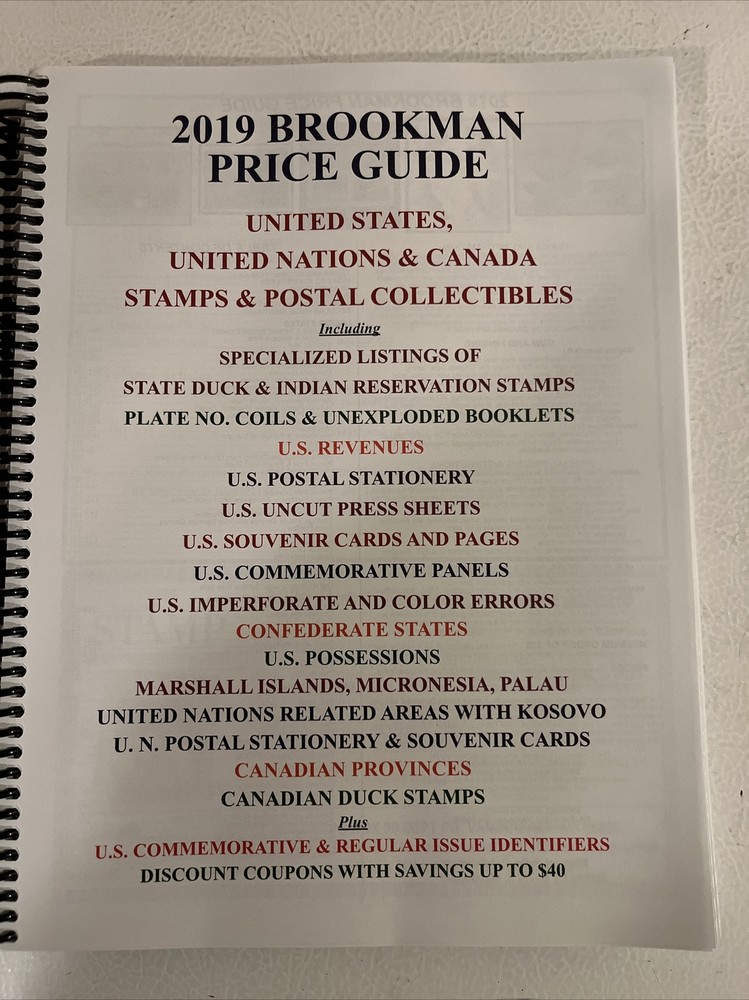 2019 BROOKMAN
PRICE GUIDE
UNITED STATES,
UNITED NATIONS & CANADA
STAMPS & POSTAL COLLECTIBLES
Including
SPECIALIZED LISTINGS OF
STATE DUCK & INDIAN RESERVATION STAMPS
PLATE NO. COILS & UNEXPLODED BOOKLETS
U.S. REVENUES
U.S. POSTAL STATIONERY
U.S. UNCUT PRESS SHEETS
U.S. SOUVENIR CARDS AND PAGES
U.S. COMMEMORATIVE PANELS
U.S. IMPERFORATE AND COLOR ERRORS
CONFEDERATE STATES
U.S. POSSESSIONS
MARSHALL ISLANDS, MICRONESIA, PALAU
UNITED NATIONS RELATED AREAS WITH KOSOVO
U. N. POSTAL STATIONERY & SOUVENIR CARDS
CANADIAN PROVINCES
CANADIAN DUCK STAMPS
Plus
U.S. COMMEMORATIVE & REGULAR ISSUE IDENTIFIERS
DISCOUNT COUPONS WITH SAVINGS UP TO $40